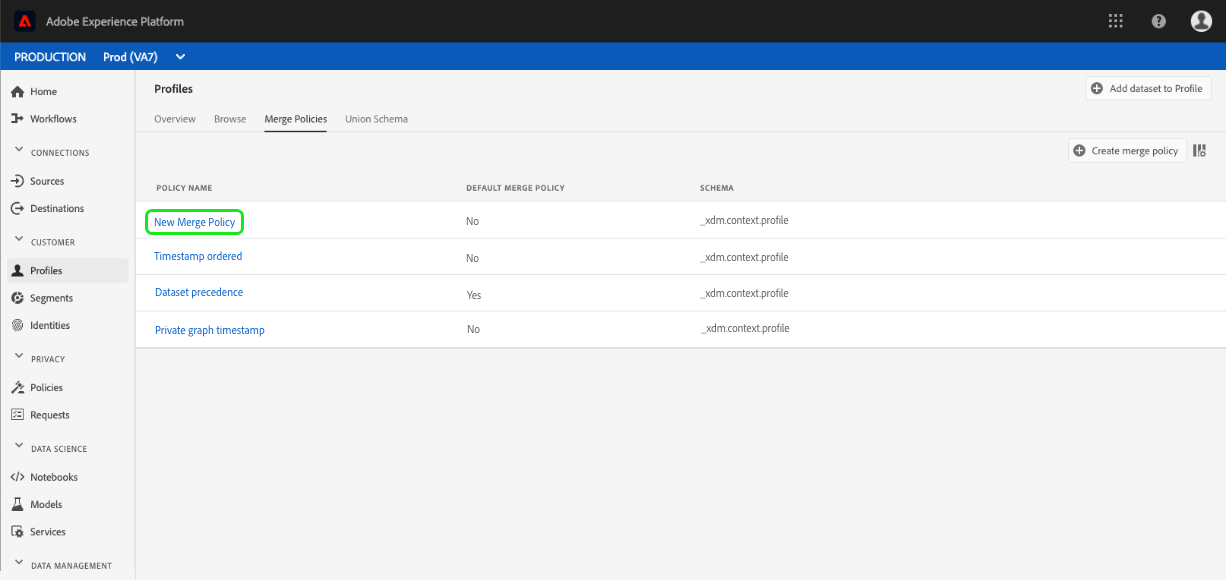 Adobe Experience Platform
PRODUCTION Prod (VA7)
Home
Workflows
CONNECTIONS
Sources
Destinations
CUSTOMER
Profiles
Segments
Identities
PRIVACY
Policies
Requests
DATA SCIENCE
Notebooks
Models
Services
DATA MANAGEMENT
Profiles
Add dataset to Profile
Overview Browse Merge Policies Union Schema
Create merge policy
POLICY NAME DEFAULT MERGE POLICY SCHEMA
New Merge Policy No _xdm.context.profile
Timestamp ordered No _xdm.context.profile
Dataset precedence Yes _xdm.context.profile
Private graph timestamp No _xdm.context.profile